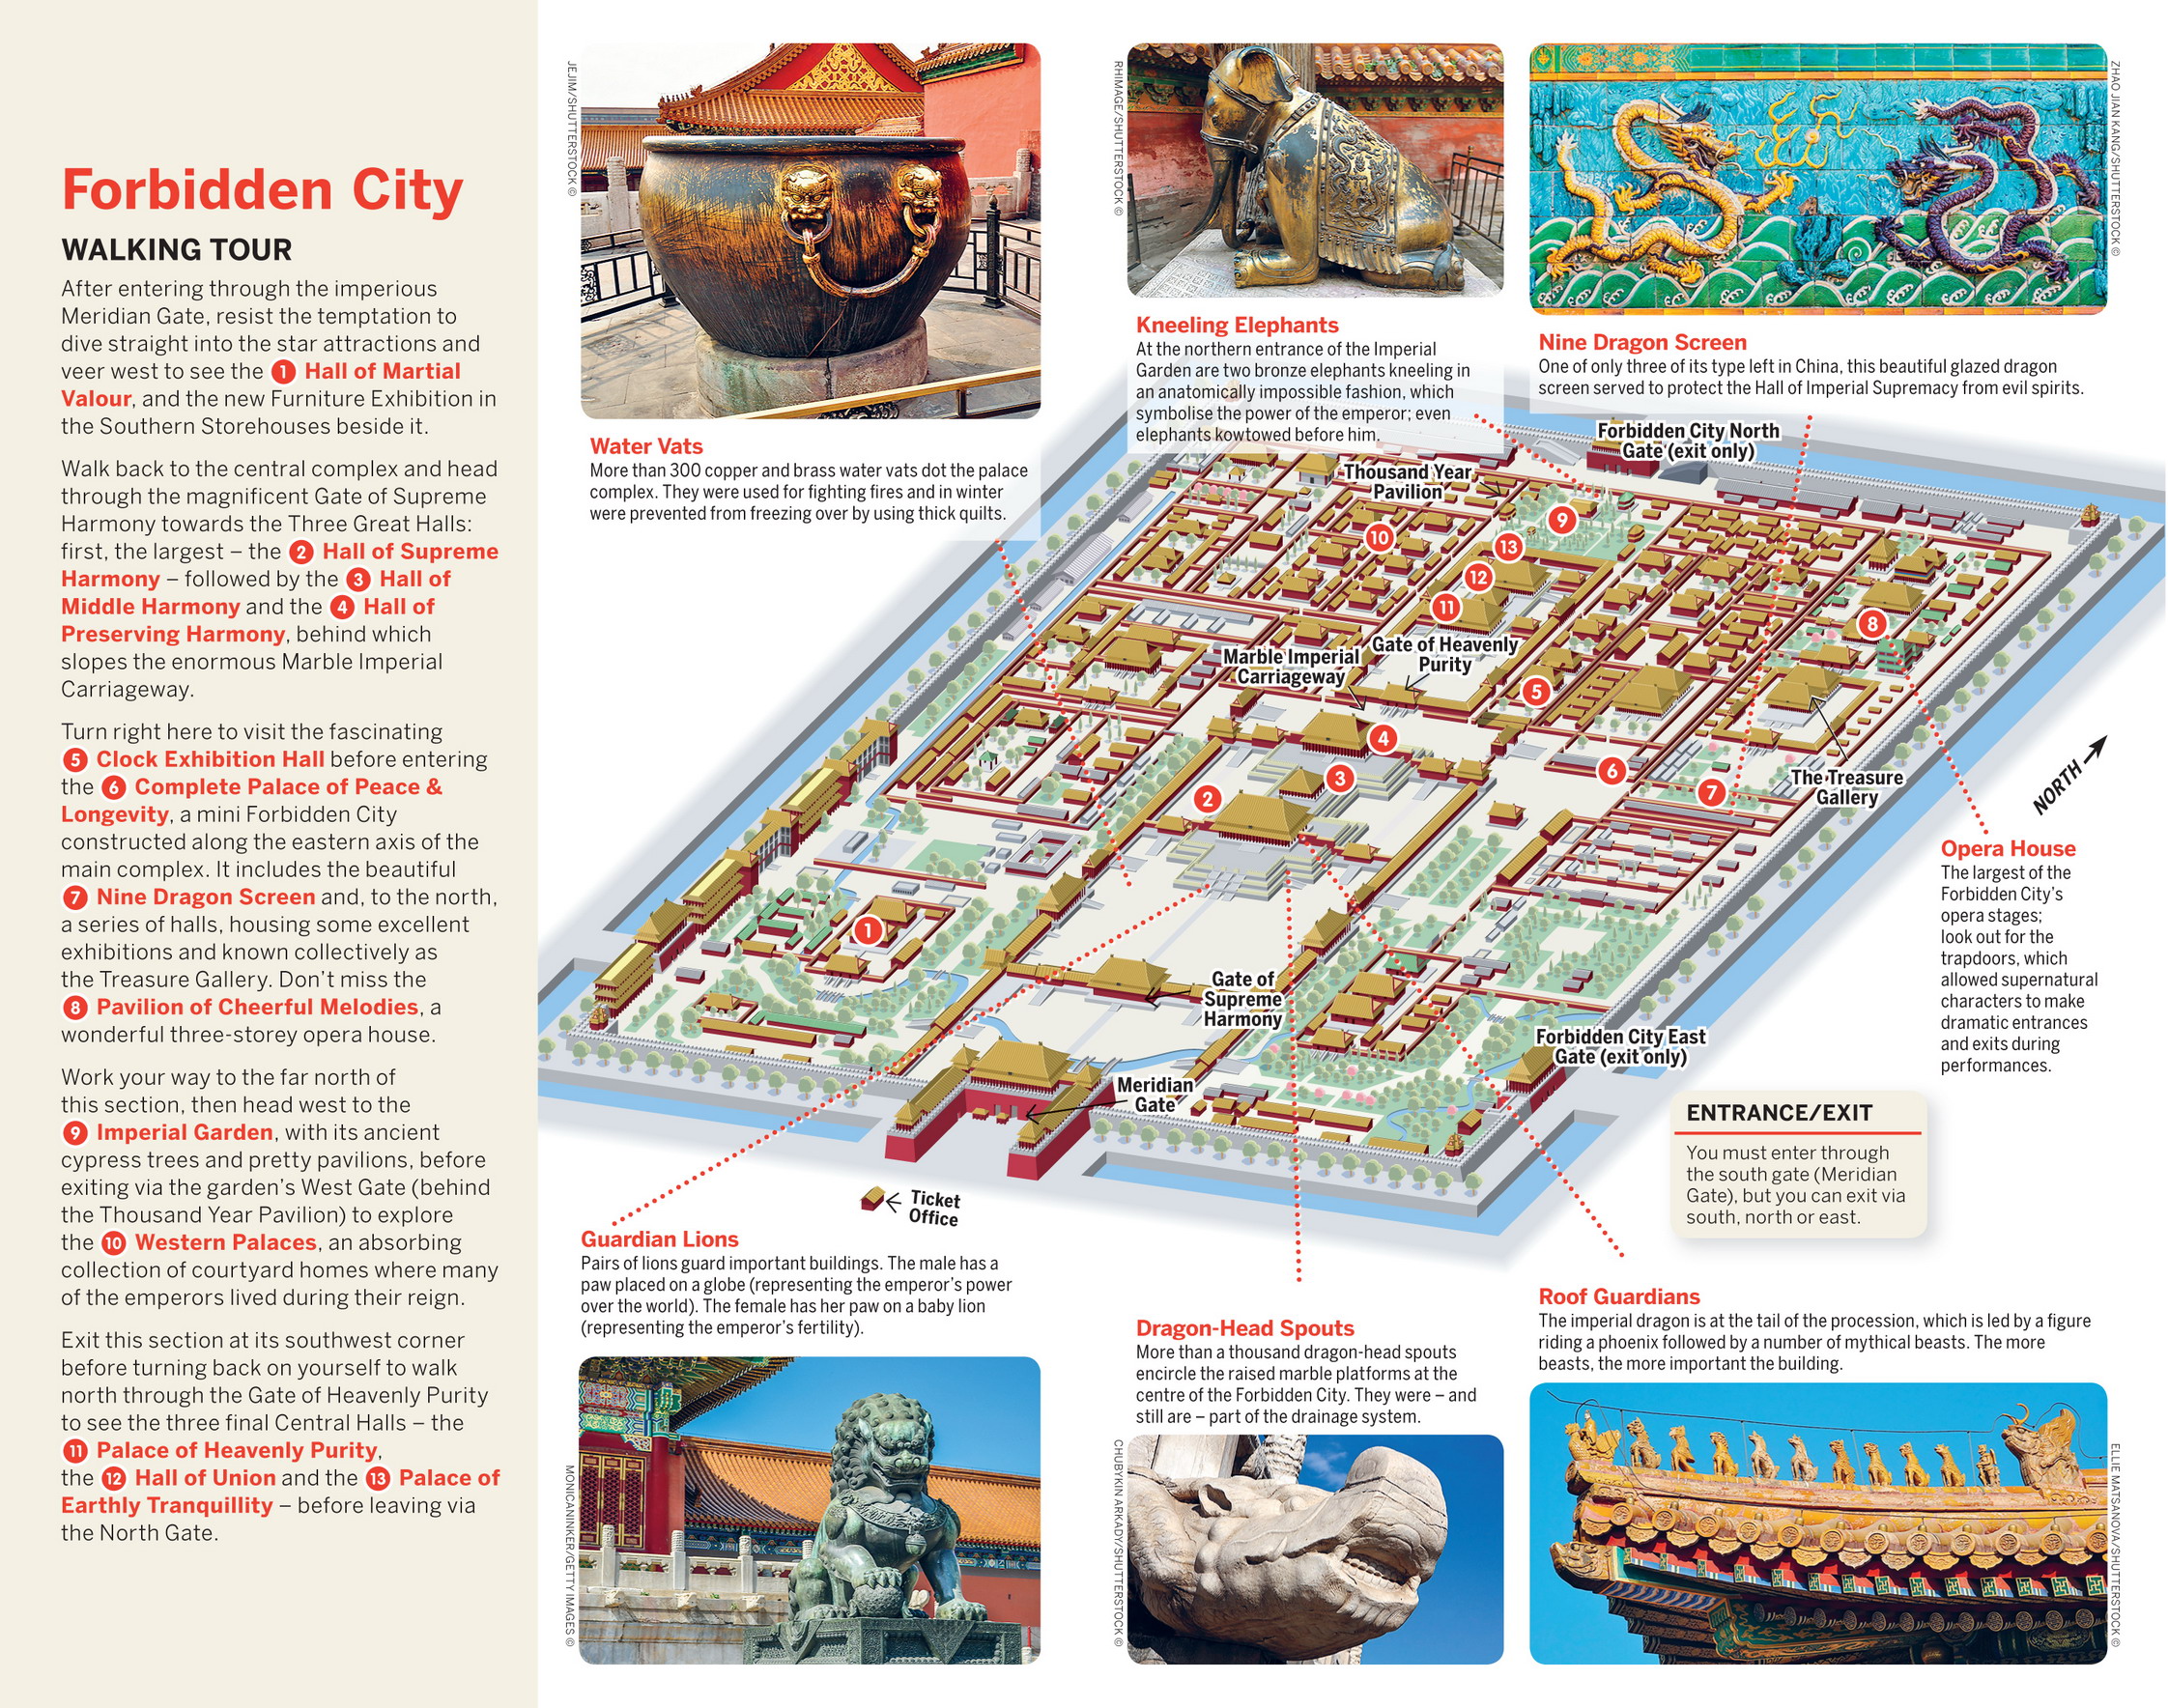 Forbidden City
WALKING TOUR
After entering through the imperious
Meridian Gate, resist the temptation to
dive straight into the star attractions and
veer west to see the 1 Hall of Martial
Valour, and the new Furniture Exhibition in
the Southern Storehouses beside it.
Walk back to the central complex and head
through the magnificent Gate of Supreme
Harmony towards the Three Great Halls:
first, the largest – the 2 Hall of Supreme
Harmony – followed by the 3 Hall of
Middle Harmony and the 4 Hall of
Preserving Harmony, behind which
slopes the enormous Marble Imperial
Carriageway.
Turn right here to visit the fascinating
5 Clock Exhibition Hall before entering
the 6 Complete Palace of Peace &
Longevity, a mini Forbidden City
constructed along the eastern axis of the
main complex. It includes the beautiful
7 Nine Dragon Screen and, to the north,
a series of halls, housing some excellent
exhibitions and known collectively as
the Treasure Gallery. Don't miss the
8 Pavilion of Cheerful Melodies, a
wonderful three-storey opera house.
Work your way to the far north of
this section, then head west to the
9 Imperial Garden, with its ancient
cypress trees and pretty pavilions, before
exiting via the garden's West Gate (behind
the Thousand Year Pavilion) to explore
the 10 Western Palaces, an absorbing
collection of courtyard homes where many
of the emperors lived during their reign.
Exit this section at its southwest corner
before turning back on yourself to walk
north through the Gate of Heavenly Purity
to see the three final Central Halls – the
11 Palace of Heavenly Purity,
the 12 Hall of Union and the 13 Palace of
Earthly Tranquillity – before leaving via
the North Gate.
JEJIM/SHUTTERSTOCK ©
Water Vats
More than 300 copper and brass water vats dot the palace
complex. They were used for fighting fires and in winter
were prevented from freezing over by using thick quilts.
RHIMAGE/SHUTTERSTOCK ©
Kneeling Elephants
At the northern entrance of the Imperial
Garden are two bronze elephants kneeling in
an anatomically impossible fashion, which
symbolise the power of the emperor; even
elephants kowtowed before him.
ZHAO JIAN KANG/SHUTTERSTOCK ©
Nine Dragon Screen
One of only three of its type left in China, this beautiful glazed dragon
screen served to protect the Hall of Imperial Supremacy from evil spirits.
Forbidden City North
Gate (exit only)
Thousand Year
Pavilion
9
10
13
12
11
8
Gate of Heavenly
Purity
Marble Imperial
Carriageway
5
4
3
2
6
7
The Treasure
Gallery
NORTH
1
Gate of
Supreme
Harmony
Forbidden City East
Gate (exit only)
Meridian
Gate
Ticket
Office
Opera House
The largest of the
Forbidden City's
opera stages;
look out for the
trapdoors, which
allowed supernatural
characters to make
dramatic entrances
and exits during
performances.
ENTRANCE/EXIT
You must enter through
the south gate (Meridian
Gate), but you can exit via
south, north or east.
Guardian Lions
Pairs of lions guard important buildings. The male has a
paw placed on a globe (representing the emperor's power
over the world). The female has her paw on a baby lion
(representing the emperor's fertility).
MONICANINKER/GETTY IMAGES ©
Dragon-Head Spouts
More than a thousand dragon-head spouts
encircle the raised marble platforms at the
centre of the Forbidden City. They were – and
still are – part of the drainage system.
CHUBYKIN ARKADY/SHUTTERSTOCK ©
Roof Guardians
The imperial dragon is at the tail of the procession, which is led by a figure
riding a phoenix followed by a number of mythical beasts. The more
beasts, the more important the building.
ELLIE MATSANOVA/SHUTTERSTOCK ©